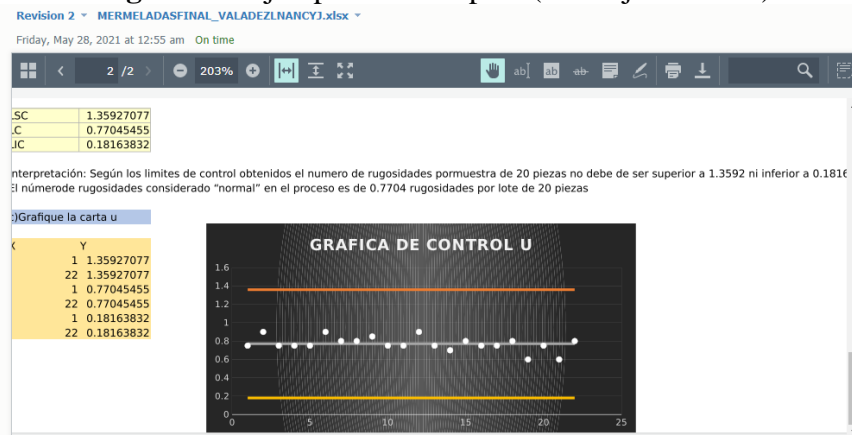 Revision 2 MERMELADASFINAL_VALADEZLNANCYJ.xlsx
Friday, May 28, 2021 at 12:55 am On time
2 /2 203%
LSC 1.35927077
LC 0.77045455
LIC 0.18163832
nterpretación: Según los limites de control obtenidos el numero de rugosidades pormuestra de 20 piezas no debe de ser superior a 1.3592 ni inferior a 0.1816
El númerode rugosidades considerado “normal” en el proceso es de 0.7704 rugosidades por lote de 20 piezas
:)Grafique la carta u
X Y
1 1.35927077
22 1.35927077
1 0.77045455
22 0.77045455
1 0.18163832
22 0.18163832
GRAFICA DE CONTROL U
1.6
1.4
1.2
1
0.8
0.6
0.4
0.2
0
0 5 10 15 20 25